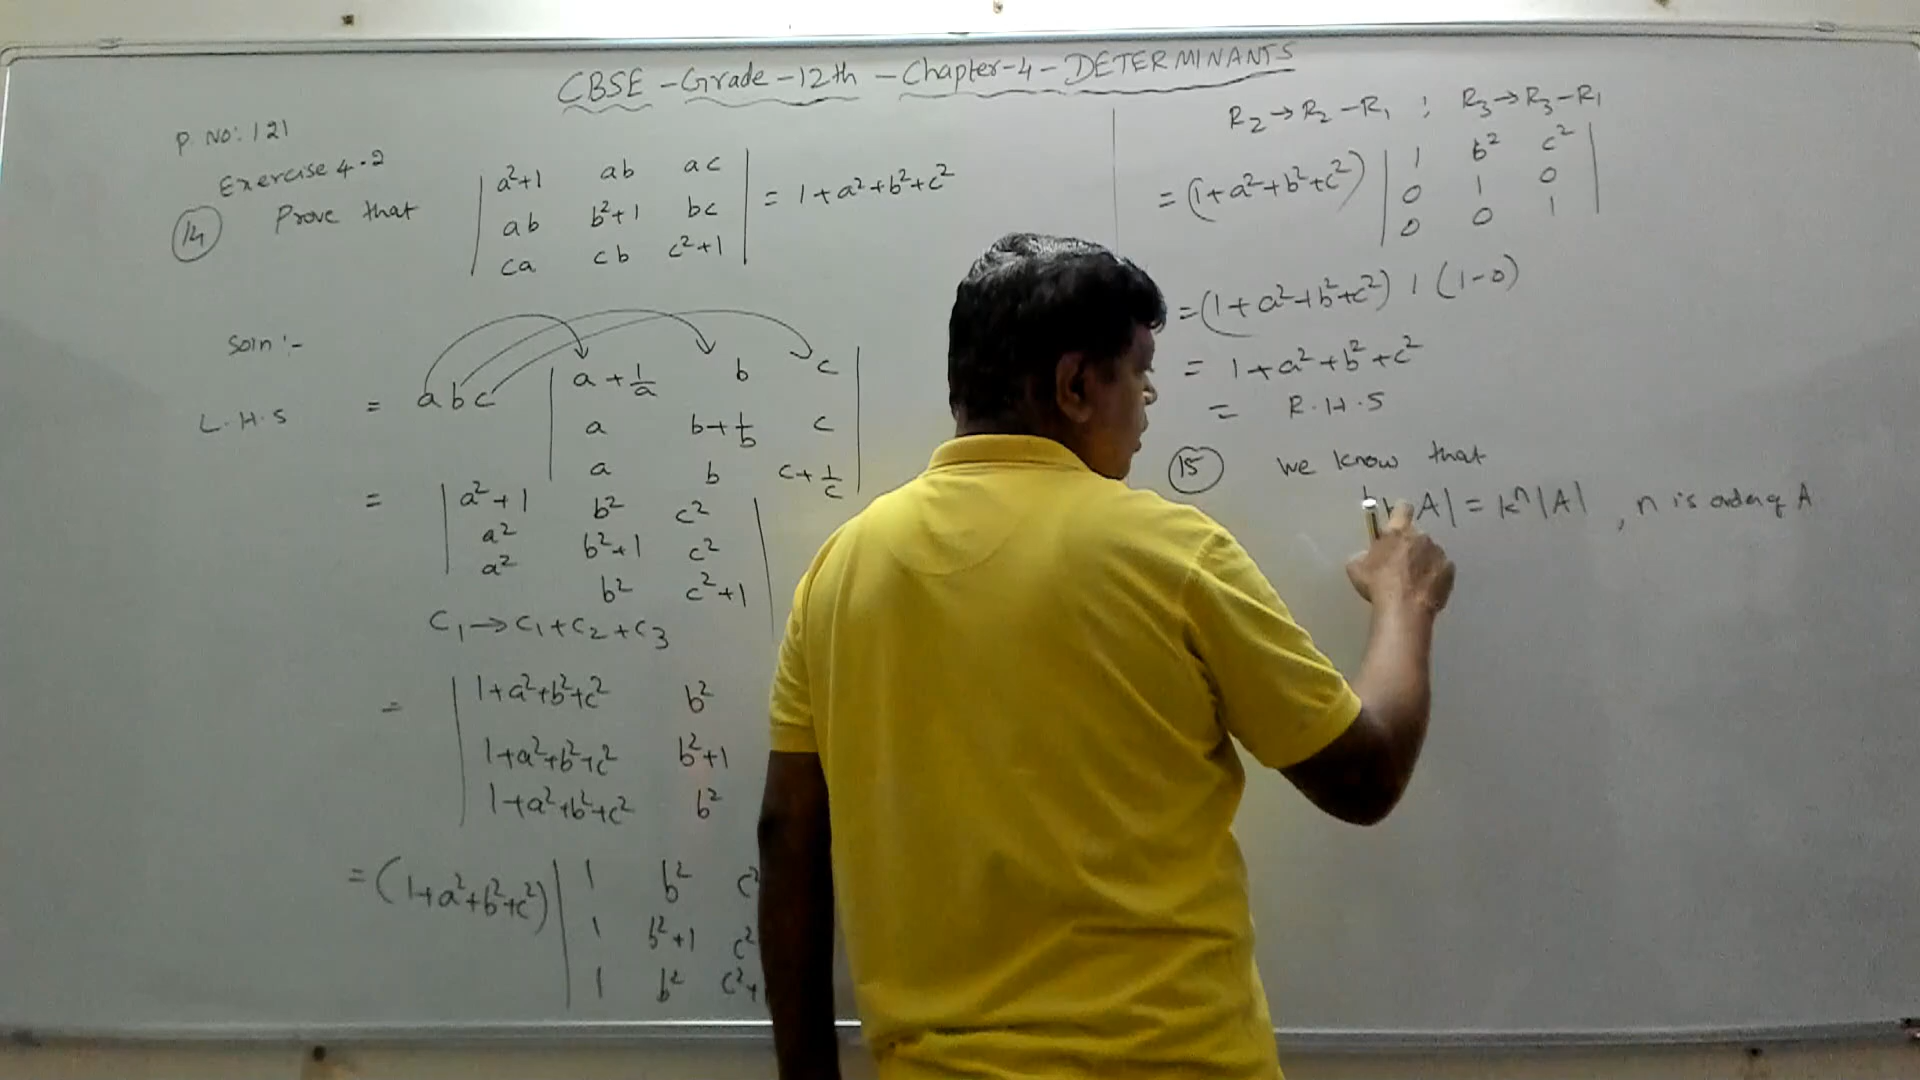 CBSE - Grade - 12th - Chapter-4 - DETERMINANTS
P NO: 121
Exercise 4.2
14 Prove that | a²+1 ab ac |
| ab b²+1 bc | = 1+a²+b²+c²
| ca cb c²+1 |
Soln :-
L.H.S = abc | a+1/a b c |
| a b+1/b c |
| a b c+1/c |
= | a²+1 b² c² |
| a² b²+1 c² |
| a² b² c²+1 |
C₁→C₁+C₂+C₃
= | 1+a²+b²+c² b²
| 1+a²+b²+c² b²+1
| 1+a²+b²+c² b²
= (1+a²+b²+c²) | 1 b² c²
| 1 b²+1 c²
| 1 b² c²+
R₂→R₂-R₁ ; R₃→R₃-R₁
= (1+a²+b²+c²) | 1 b² c² |
| 0 1 0 |
| 0 0 1 |
= (1+a²+b²+c²) 1 (1-0)
= 1+a²+b²+c²
= R.H.S
15 We know that
A| = kⁿ|A| , n is order of A